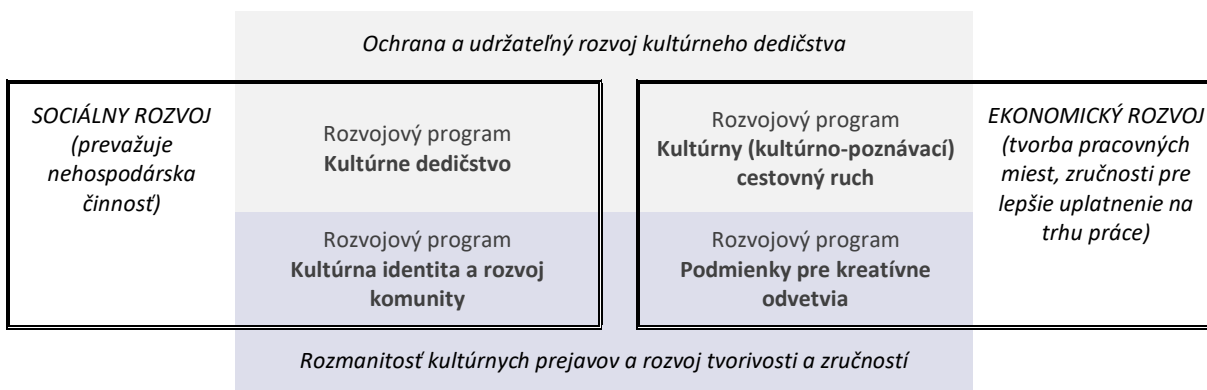 Ochrana a udržateľný rozvoj kultúrneho dedičstva
SOCIÁLNY ROZVOJ
(prevažuje
nehospodárska
činnosť)
Rozvojový program
Kultúrne dedičstvo
Rozvojový program
Kultúrny (kultúrno-poznávací)
cestovný ruch
EKONOMICKÝ ROZVOJ
(tvorba pracovných
miest, zručnosti pre
lepšie uplatnenie na
trhu práce)
Rozvojový program
Kultúrna identita a rozvoj
komunity
Rozvojový program
Podmienky pre kreatívne
odvetvia
Rozmanitosť kultúrnych prejavov a rozvoj tvorivosti a zručností